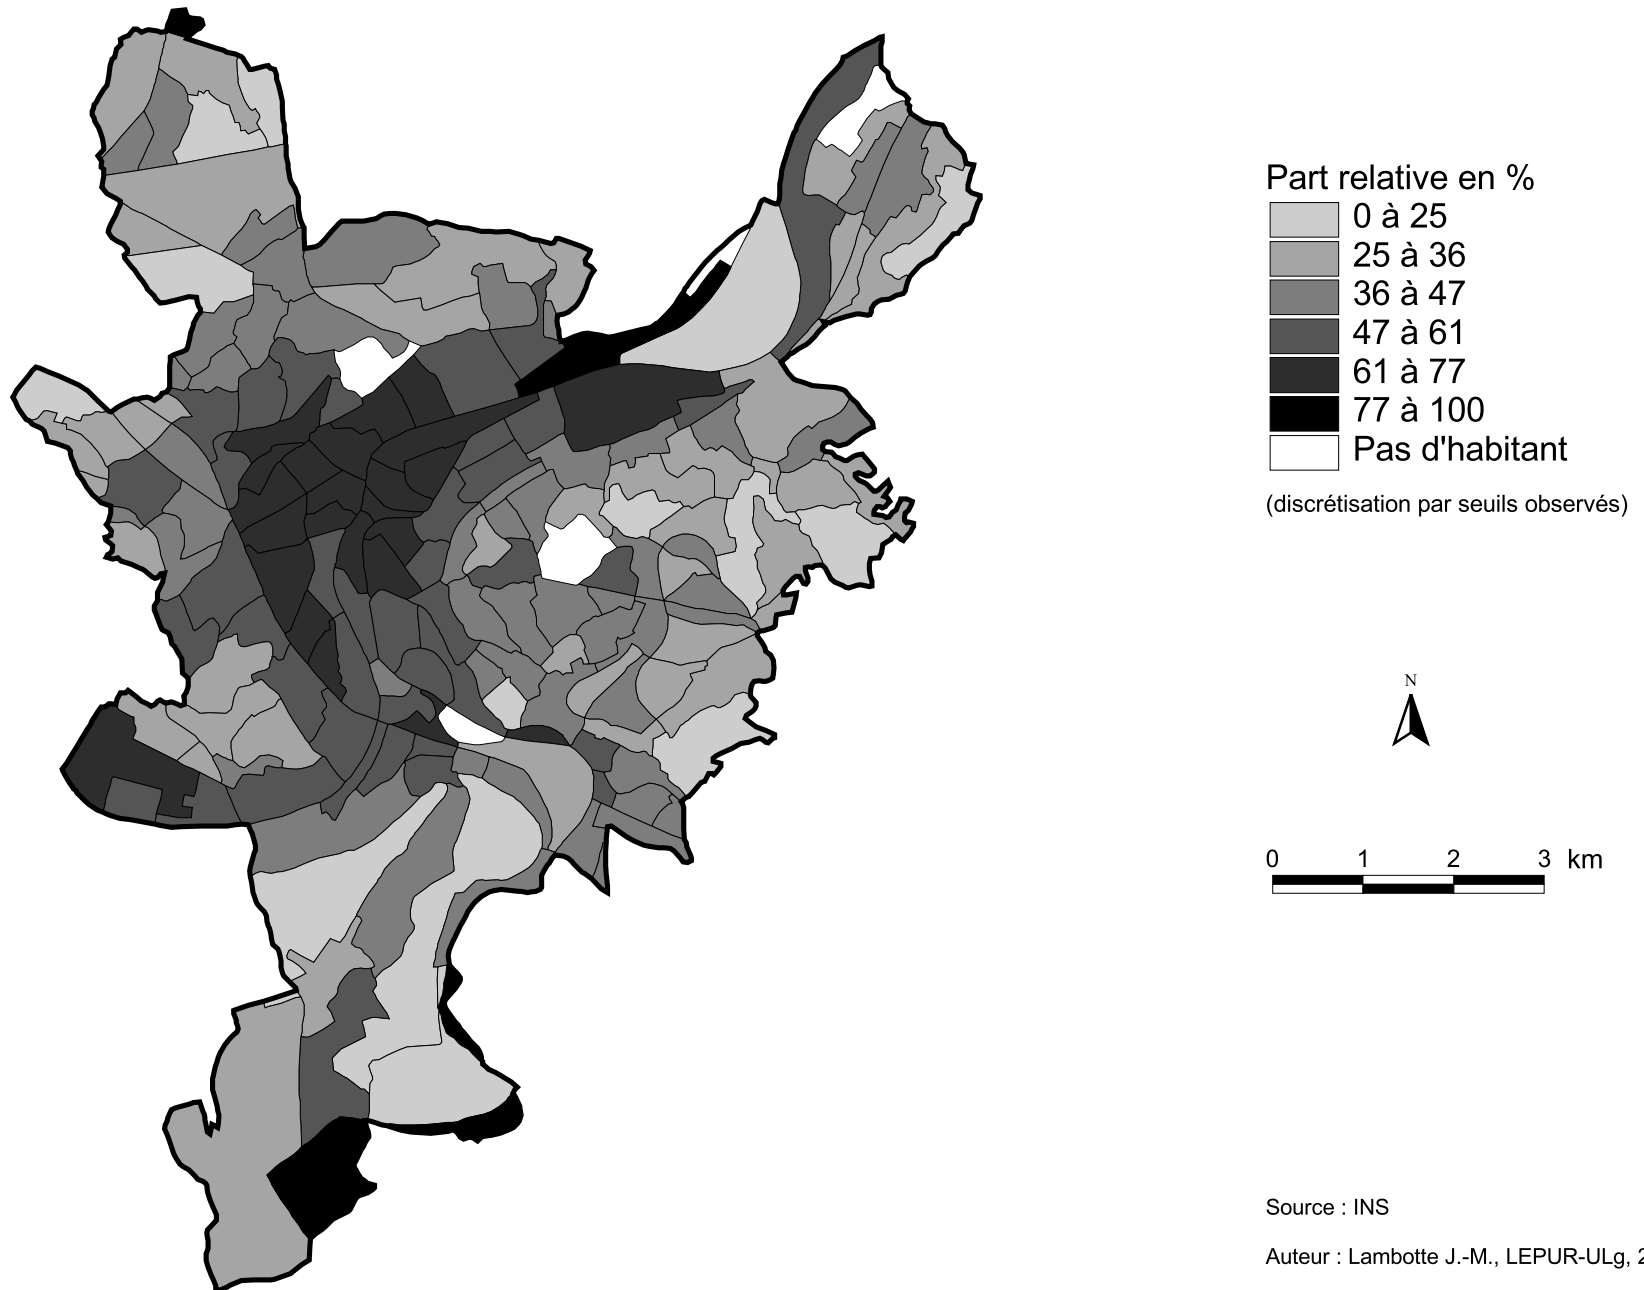 Part relative en %
0 à 25
25 à 36
36 à 47
47 à 61
61 à 77
77 à 100
Pas d'habitant
(discrétisation par seuils observés)
N
0 1 2 3 km
Source : INS
Auteur : Lambotte J.-M., LEPUR-ULg,